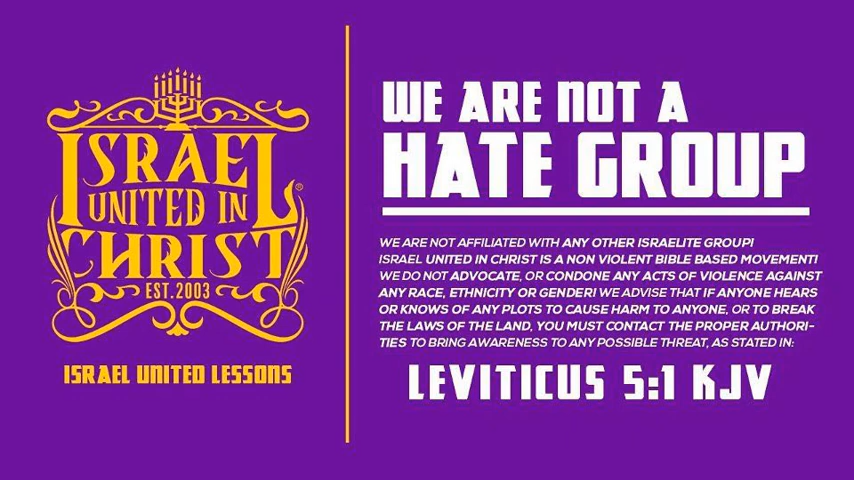 ISRAEL
UNITED IN
CHRIST
EST.2003
ISRAEL UNITED LESSONS
WE ARE NOT A
HATE GROUP
WE ARE NOT AFFILIATED WITH ANY OTHER ISRAELITE GROUP!
ISRAEL UNITED IN CHRIST IS A NON VIOLENT BIBLE BASED MOVEMENT!
WE DO NOT ADVOCATE, OR CONDONE ANY ACTS OF VIOLENCE AGAINST
ANY RACE, ETHNICITY OR GENDER! WE ADVISE THAT IF ANYONE HEARS
OR KNOWS OF ANY PLOTS TO CAUSE HARM TO ANYONE, OR TO BREAK
THE LAWS OF THE LAND, YOU MUST CONTACT THE PROPER AUTHORI-
TIES TO BRING AWARENESS TO ANY POSSIBLE THREAT, AS STATED IN:
LEVITICUS 5:1 KJV